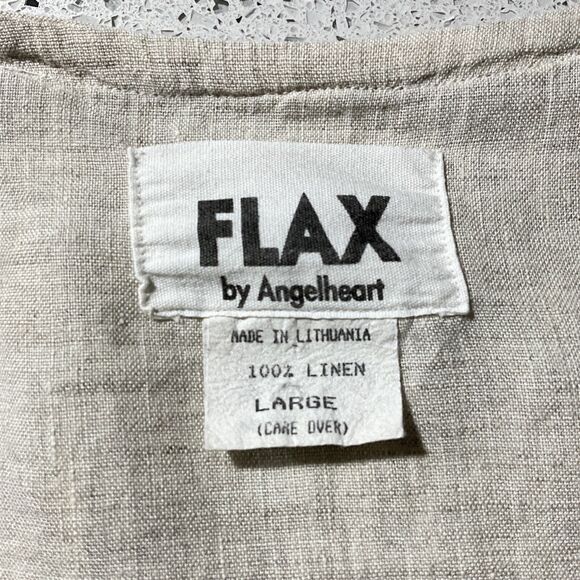 FLAX
by Angelheart
MADE IN LITHUANIA
100% LINEN
LARGE
(CARE OVER)